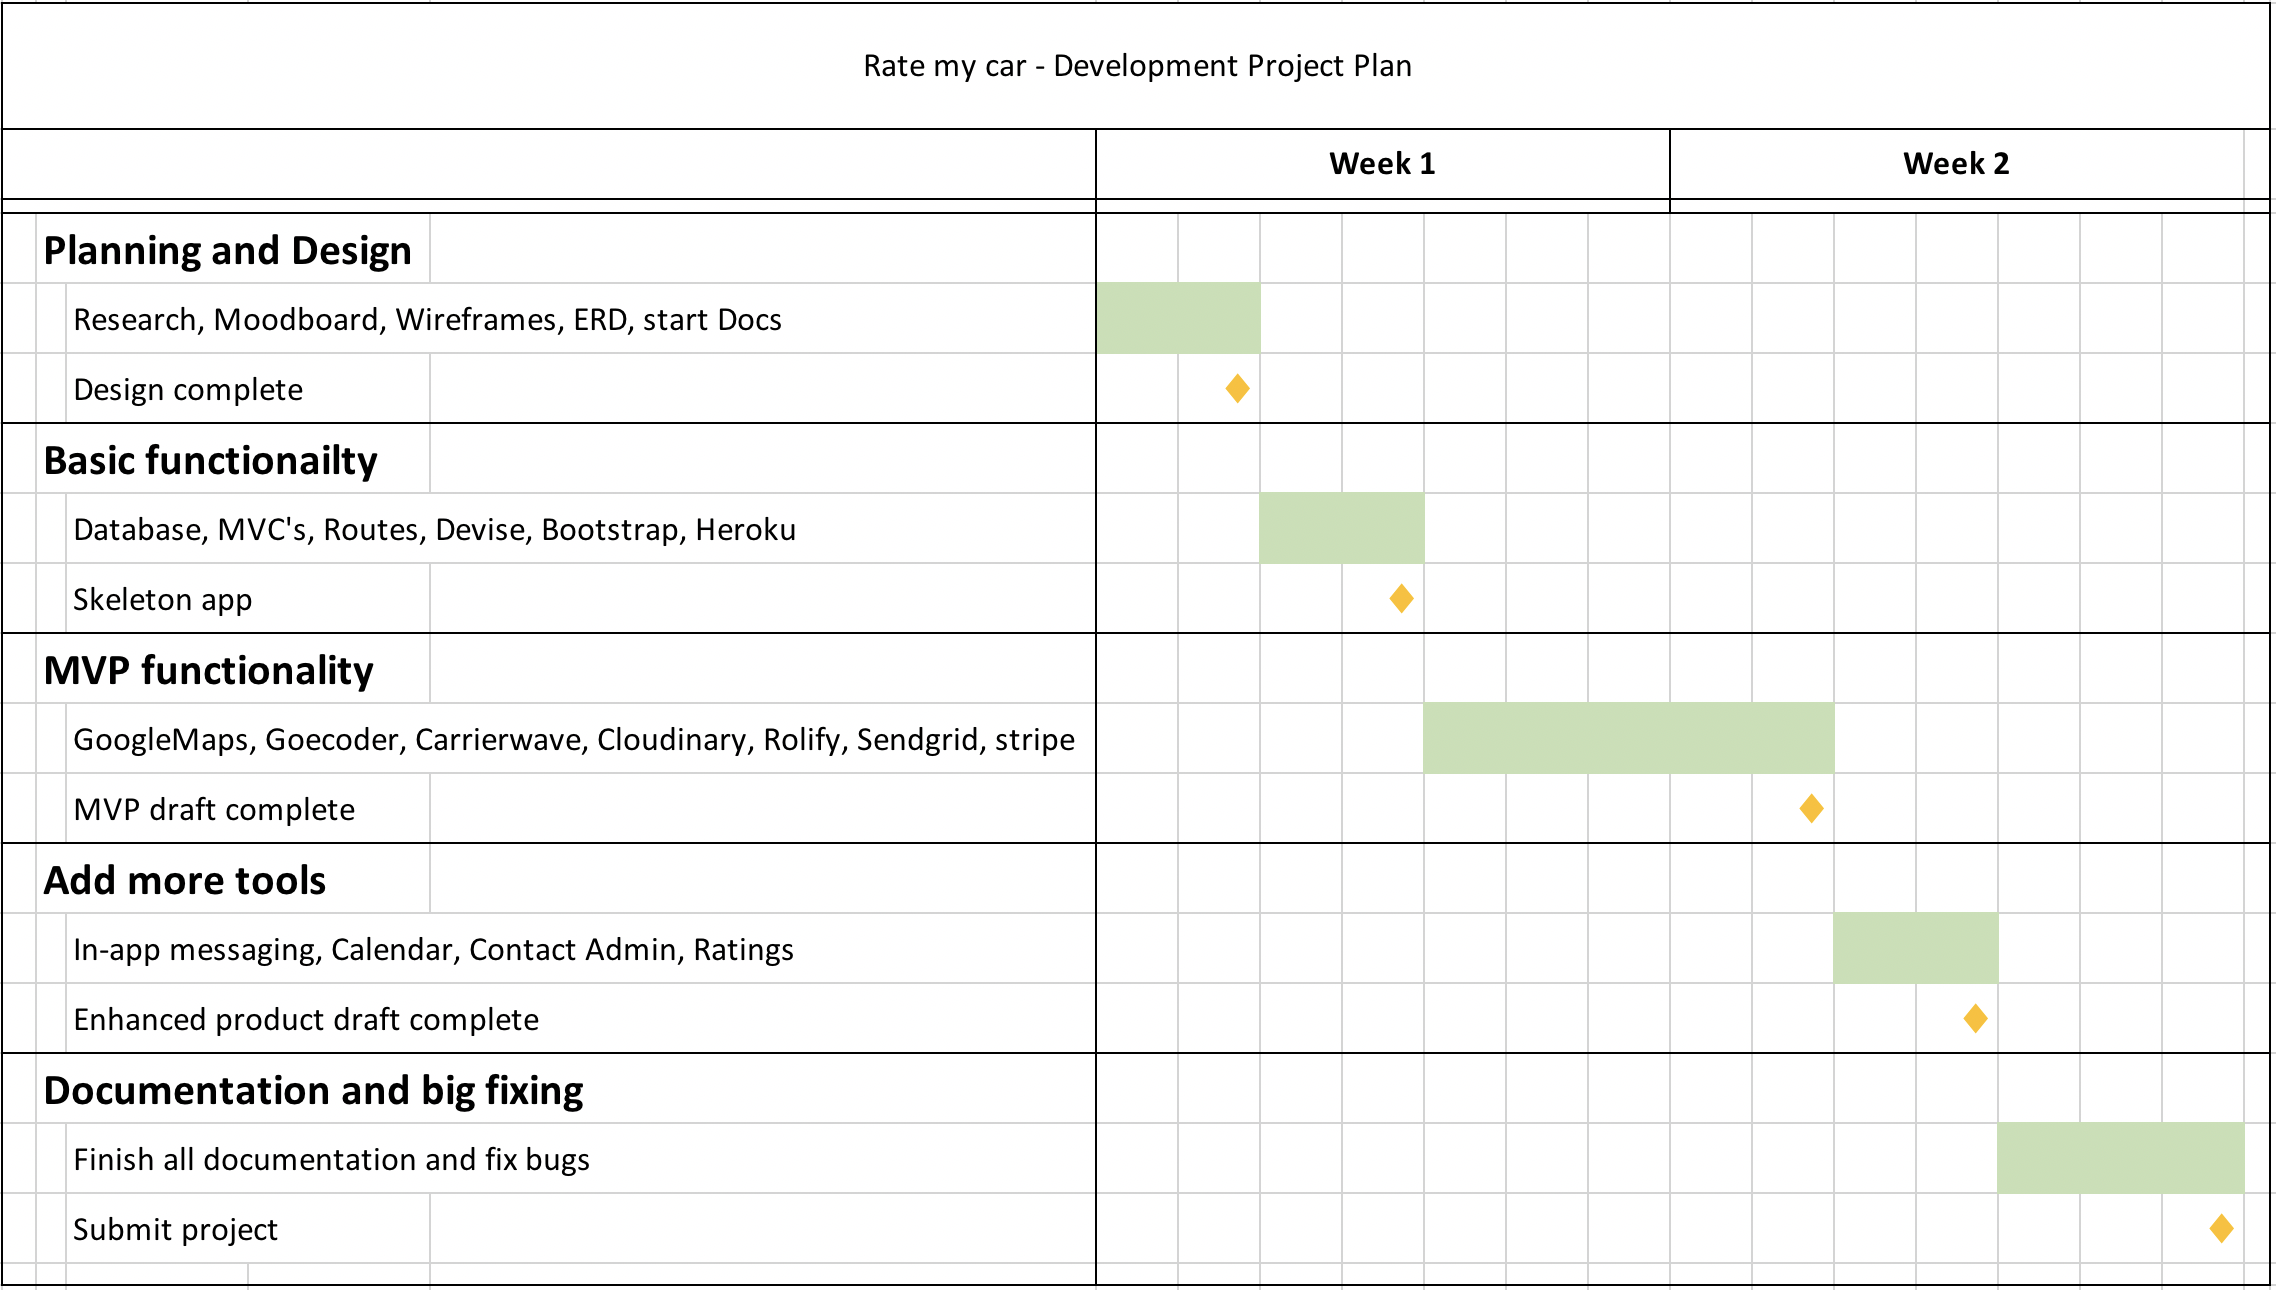 Rate my car - Development Project Plan
Week 1
Week 2
Planning and Design
Research, Moodboard, Wireframes, ERD, start Docs
Design complete
Basic functionailty
Database, MVC's, Routes, Devise, Bootstrap, Heroku
Skeleton app
MVP functionality
GoogleMaps, Goecoder, Carrierwave, Cloudinary, Rolify, Sendgrid, stripe
MVP draft complete
Add more tools
In-app messaging, Calendar, Contact Admin, Ratings
Enhanced product draft complete
Documentation and big fixing
Finish all documentation and fix bugs
Submit project